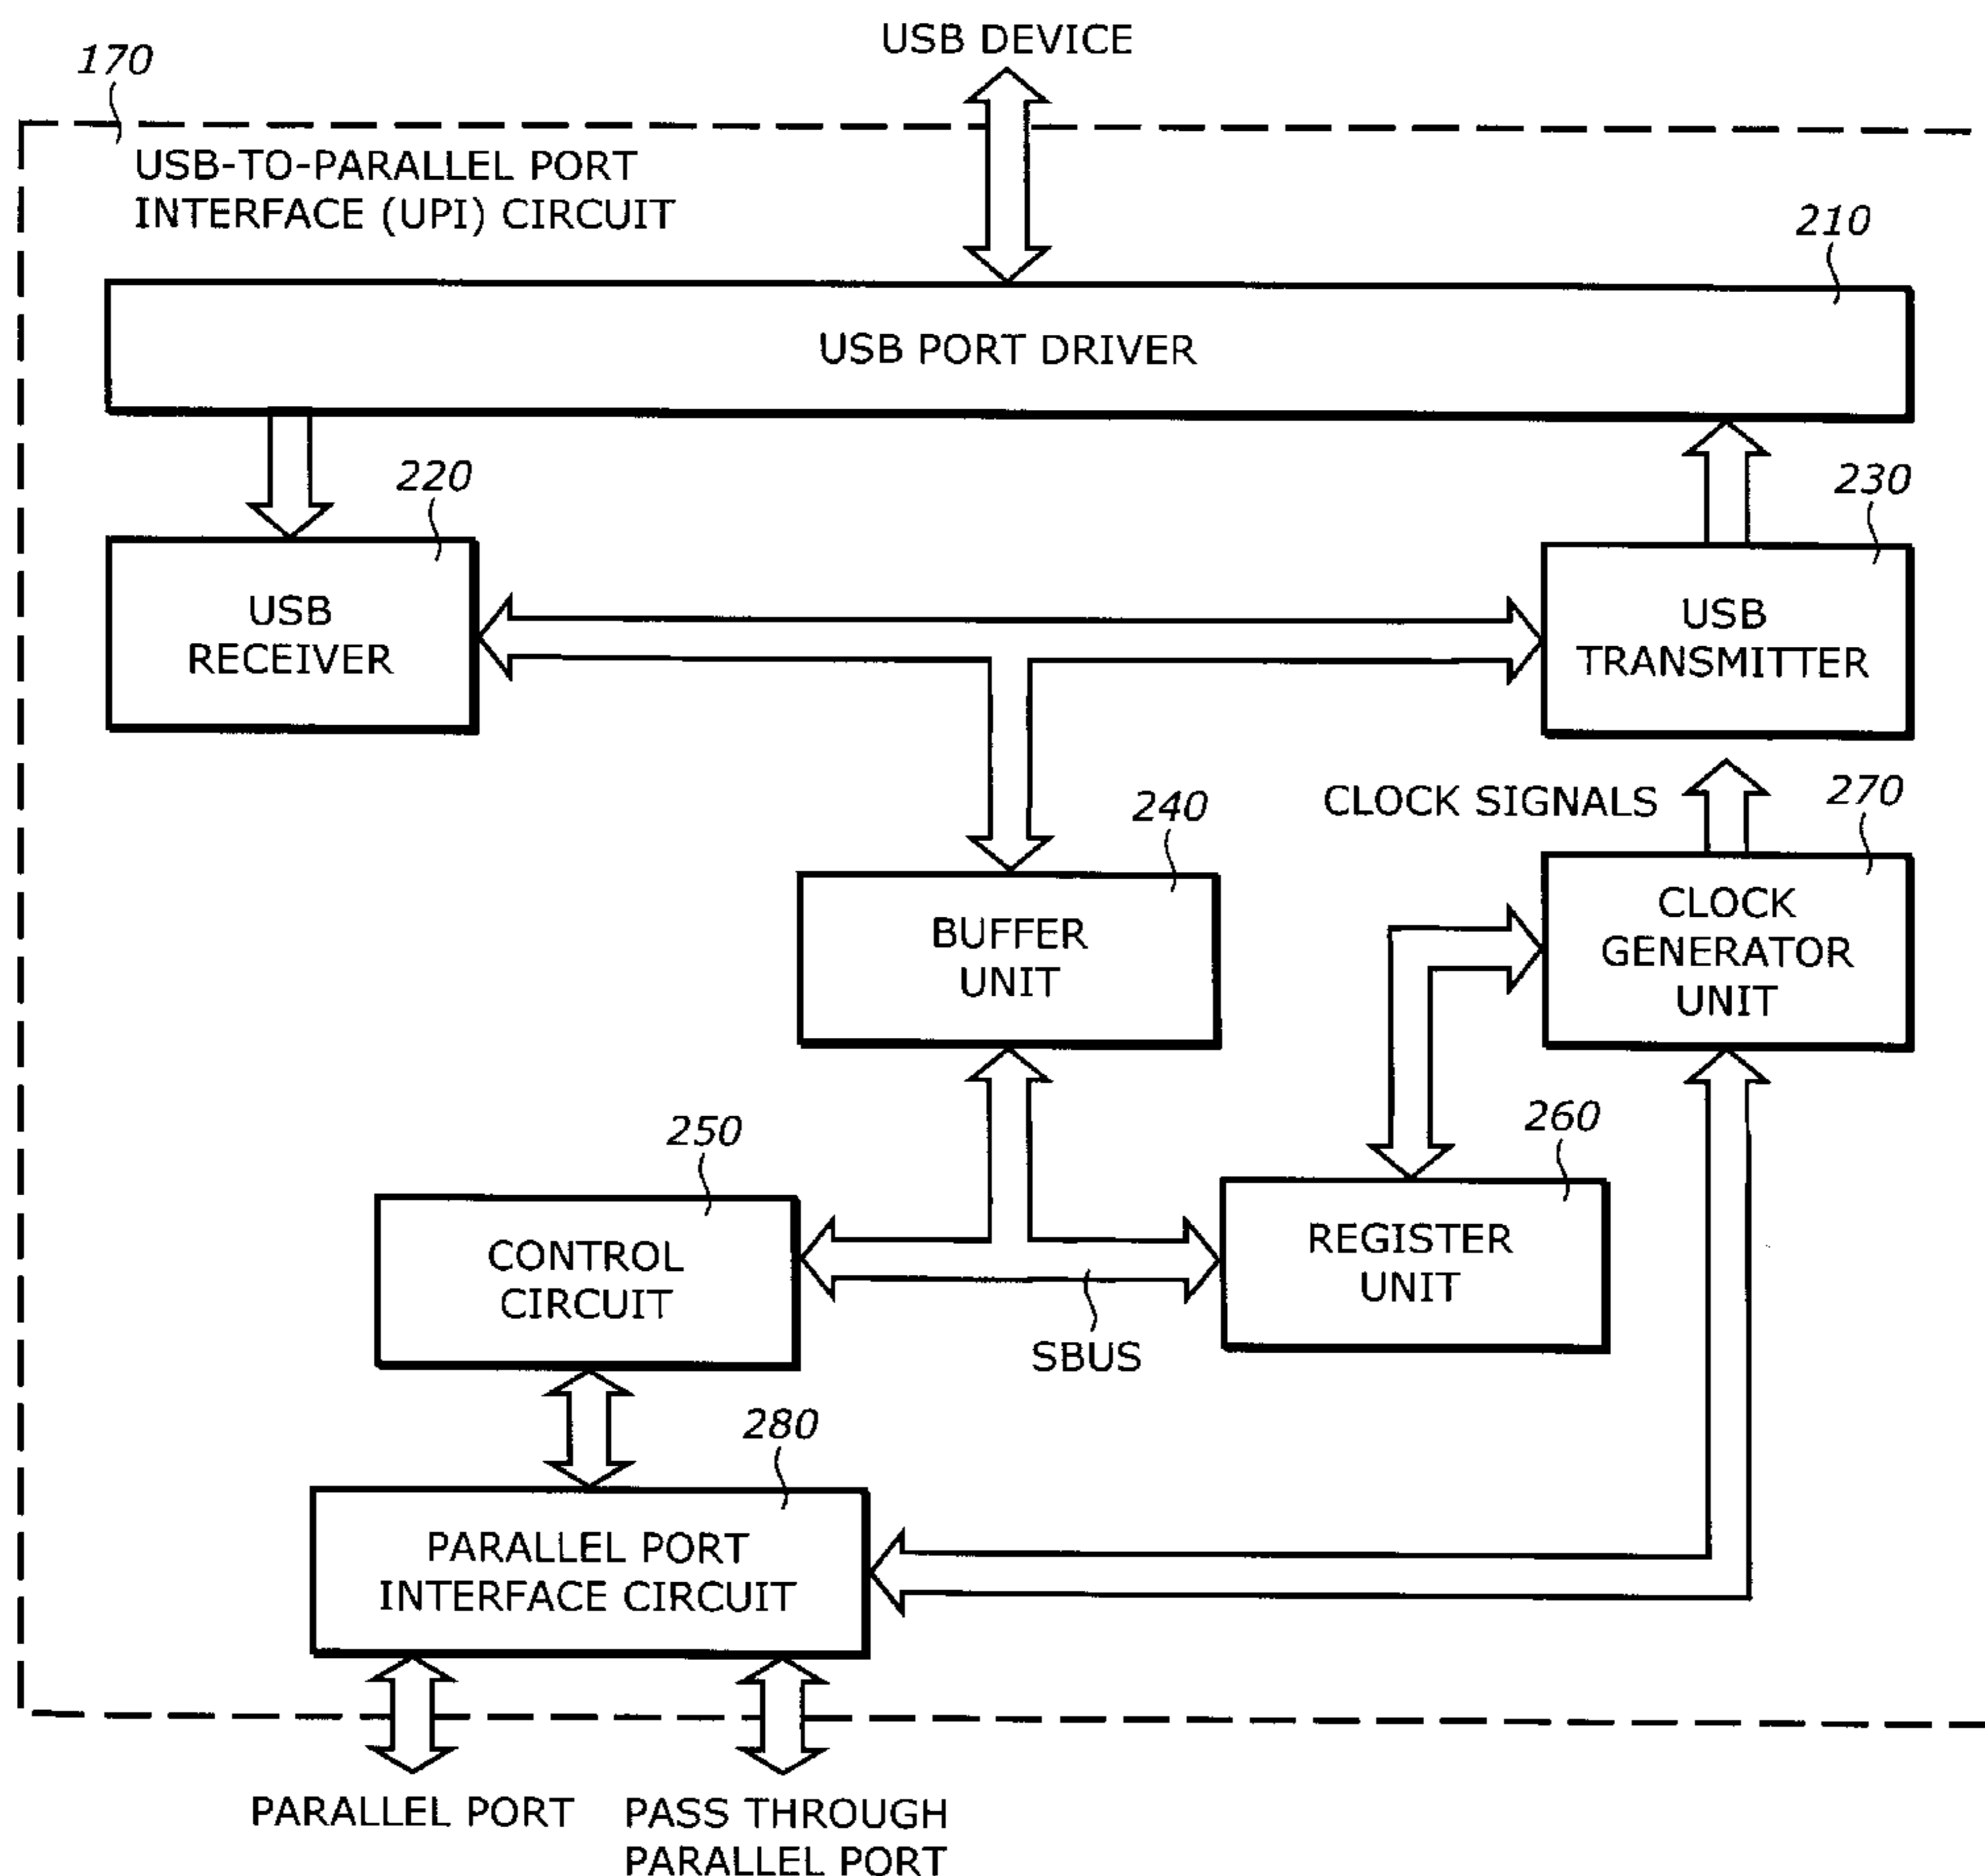 USB DEVICE
170
USB-TO-PARALLEL PORT
INTERFACE (UPI) CIRCUIT
210
USB PORT DRIVER
220
230
USB
RECEIVER
USB
TRANSMITTER
240
CLOCK SIGNALS
270
BUFFER
UNIT
CLOCK
GENERATOR
UNIT
250
260
CONTROL
CIRCUIT
REGISTER
UNIT
SBUS
280
PARALLEL PORT
INTERFACE CIRCUIT
PARALLEL PORT
PASS THROUGH
PARALLEL PORT